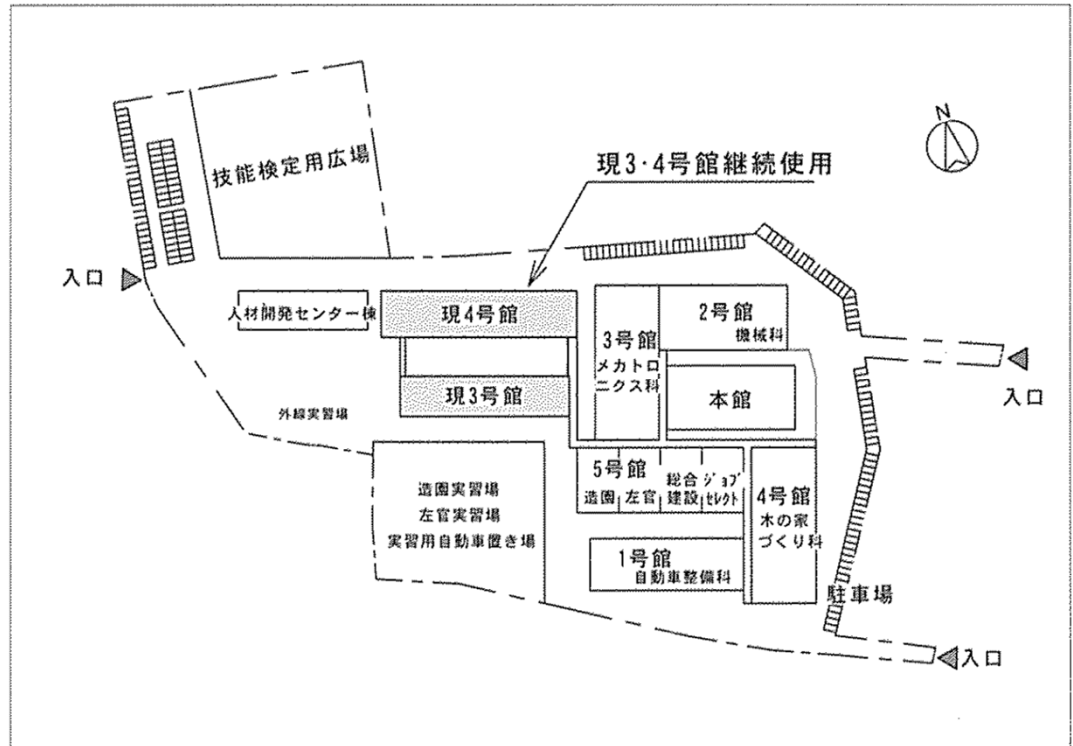 N
技能検定用広場
現3・4号館継続使用
入口
人材開発センター棟
現4号館
3号館
メカトロ
ニクス科
2号館
機械科
入口
現3号館
本館
外線実習場
造園実習場
左官実習場
実習用自動車置き場
5号館
造園
左官
総合
建設
ジョブ
セレクト
4号館
木の家
づくり科
1号館
自動車整備科
駐車場
入口